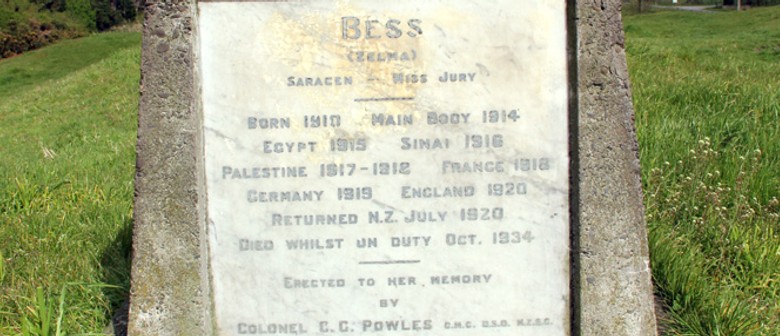 BESS
(ZELMA)
SARACEN – MISS JURY
BORN 1910 MAIN BODY 1914
EGYPT 1915 SINAI 1916
PALESTINE 1917-1918 FRANCE 1918
GERMANY 1919 ENGLAND 1920
RETURNED N.Z. JULY 1920
DIED WHILST ON DUTY OCT. 1934
ERECTED TO HER MEMORY
BY
COLONEL C.G. POWLES C.M.G. D.S.O. N.Z.S.C.